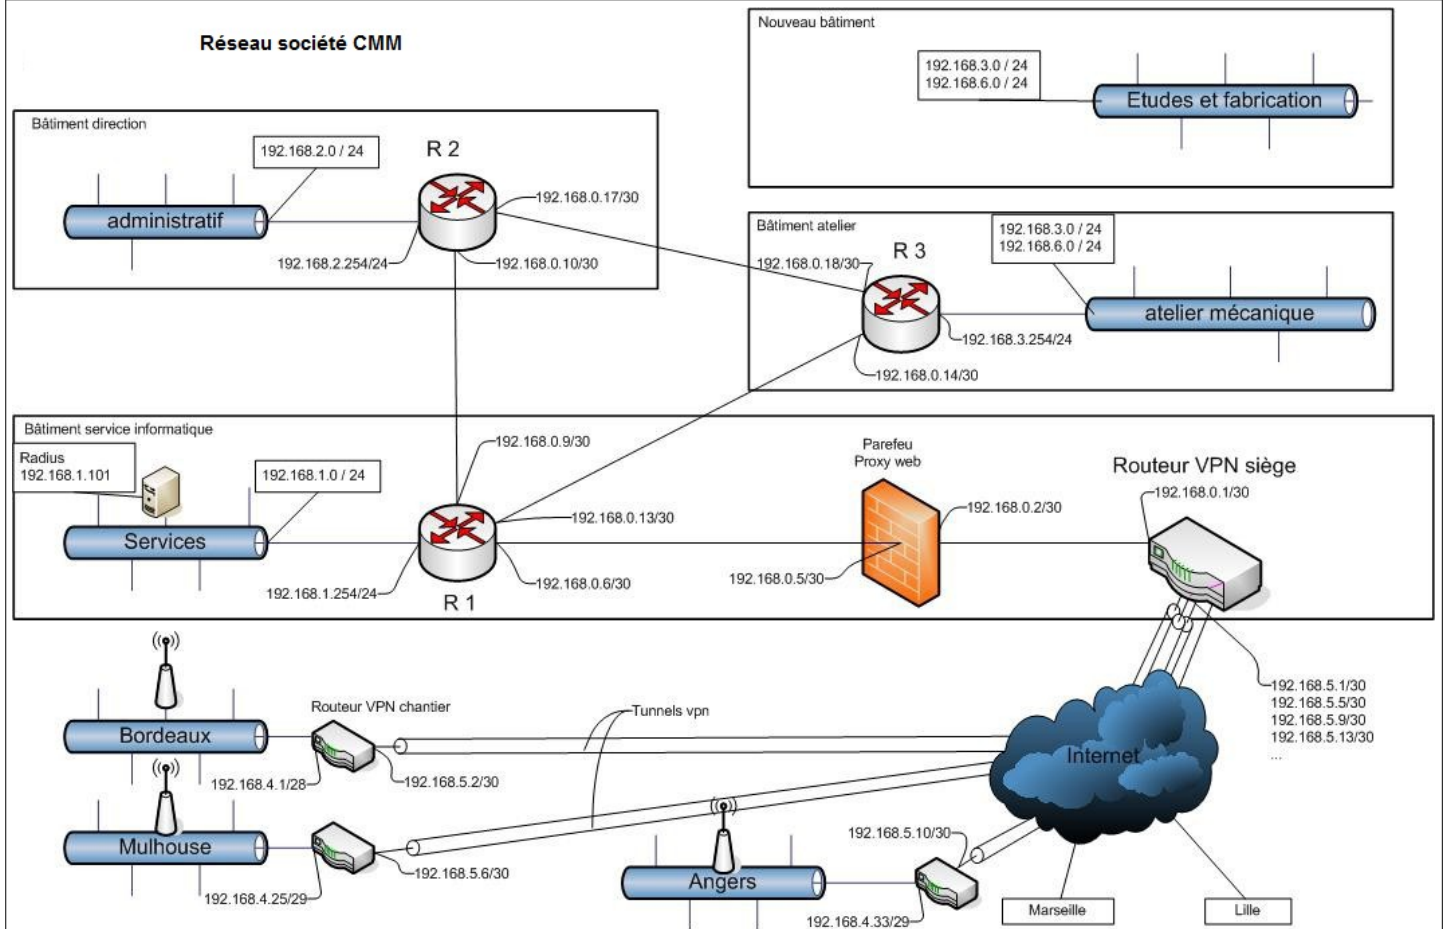 Réseau société CMM
Nouveau bâtiment
192.168.3.0 / 24
192.168.6.0 / 24
Etudes et fabrication
Bâtiment direction
192.168.2.0 / 24
R 2
192.168.0.17/30
administratif
192.168.2.254/24
192.168.0.10/30
Bâtiment atelier
192.168.3.0 / 24
192.168.6.0 / 24
R 3
192.168.0.18/30
atelier mécanique
192.168.3.254/24
192.168.0.14/30
Bâtiment service informatique
Radius
192.168.1.101
192.168.1.0 / 24
192.168.0.9/30
Parefeu
Proxy web
Routeur VPN siège
192.168.0.1/30
192.168.0.13/30
192.168.0.2/30
Services
192.168.0.6/30
192.168.0.5/30
192.168.1.254/24
R 1
192.168.5.1/30
192.168.5.5/30
192.168.5.9/30
192.168.5.13/30
...
Routeur VPN chantier
Tunnels vpn
Bordeaux
Internet
192.168.4.1/28
192.168.5.2/30
Mulhouse
192.168.5.10/30
192.168.5.6/30
192.168.4.25/29
Angers
192.168.4.33/29
Marseille
Lille